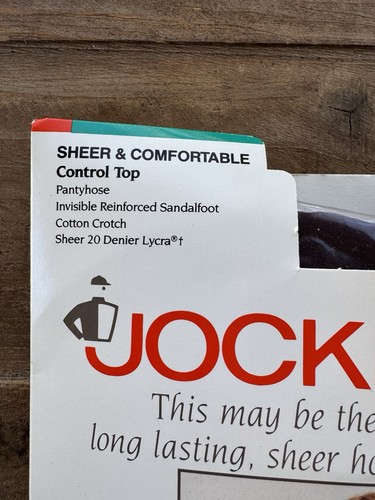 SHEER & COMFORTABLE
Control Top
Pantyhose
Invisible Reinforced Sandalfoot
Cotton Crotch
Sheer 20 Denier Lycra®†
JOCK
This may be the
long lasting, sheer ho